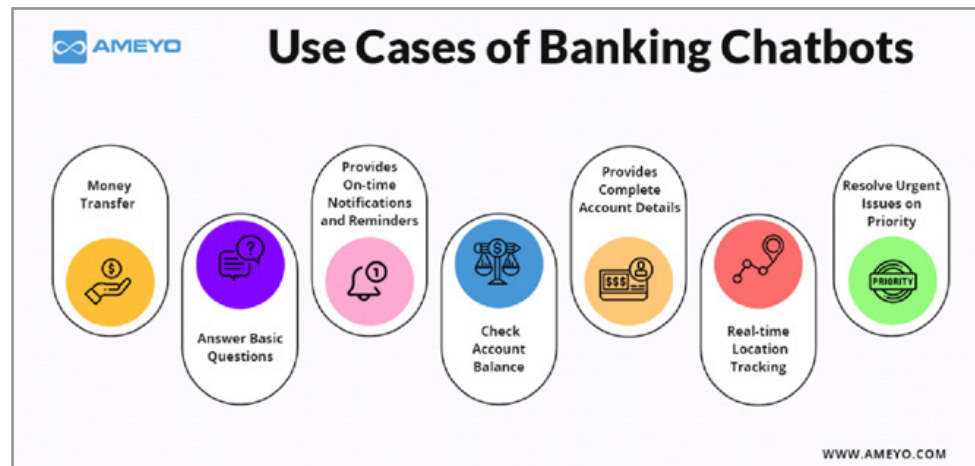 AMEYO
Use Cases of Banking Chatbots
Money
Transfer
?
Answer Basic
Questions
Provides
On-time
Notifications
and Reminders
1
$
Check
Account
Balance
Provides
Complete
Account Details
$$$
Real-time
Location
Tracking
Resolve Urgent
Issues on
Priority
PRIORITY
$
WWW.AMEYO.COM